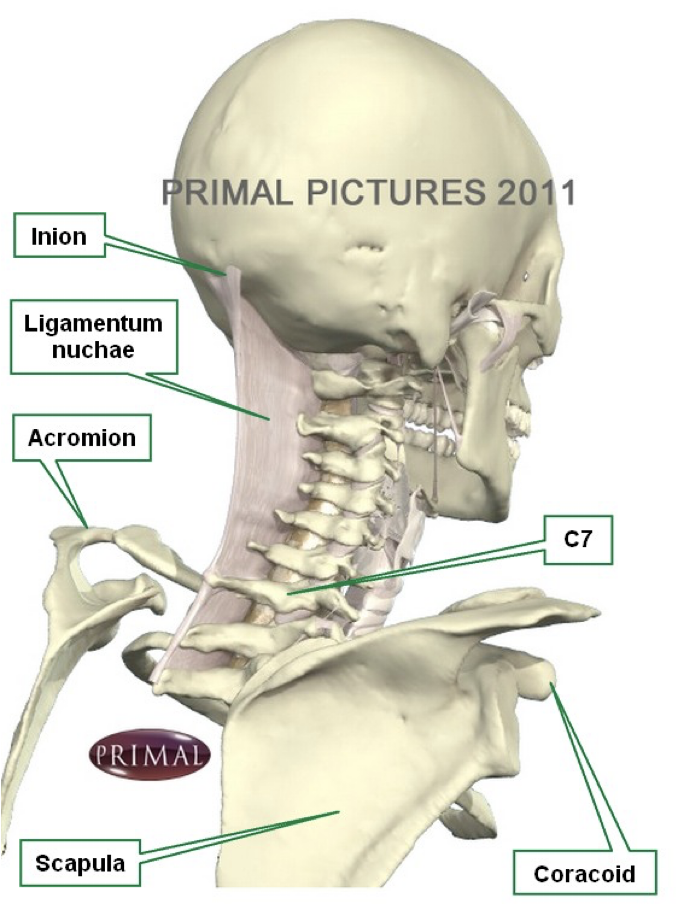 PRIMAL PICTURES 2011
Inion
Ligamentum
nuchae
Acromion
C7
PRIMAL
Scapula
Coracoid